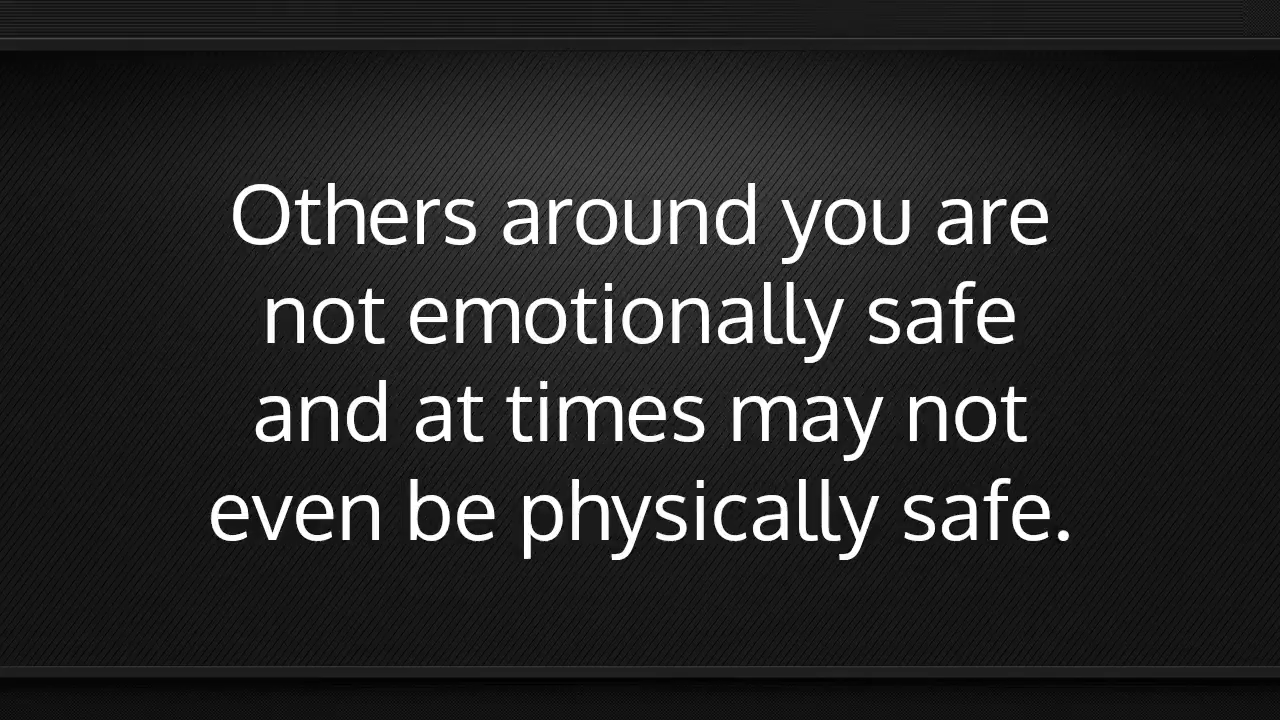 Others around you are
not emotionally safe
and at times may not
even be physically safe.